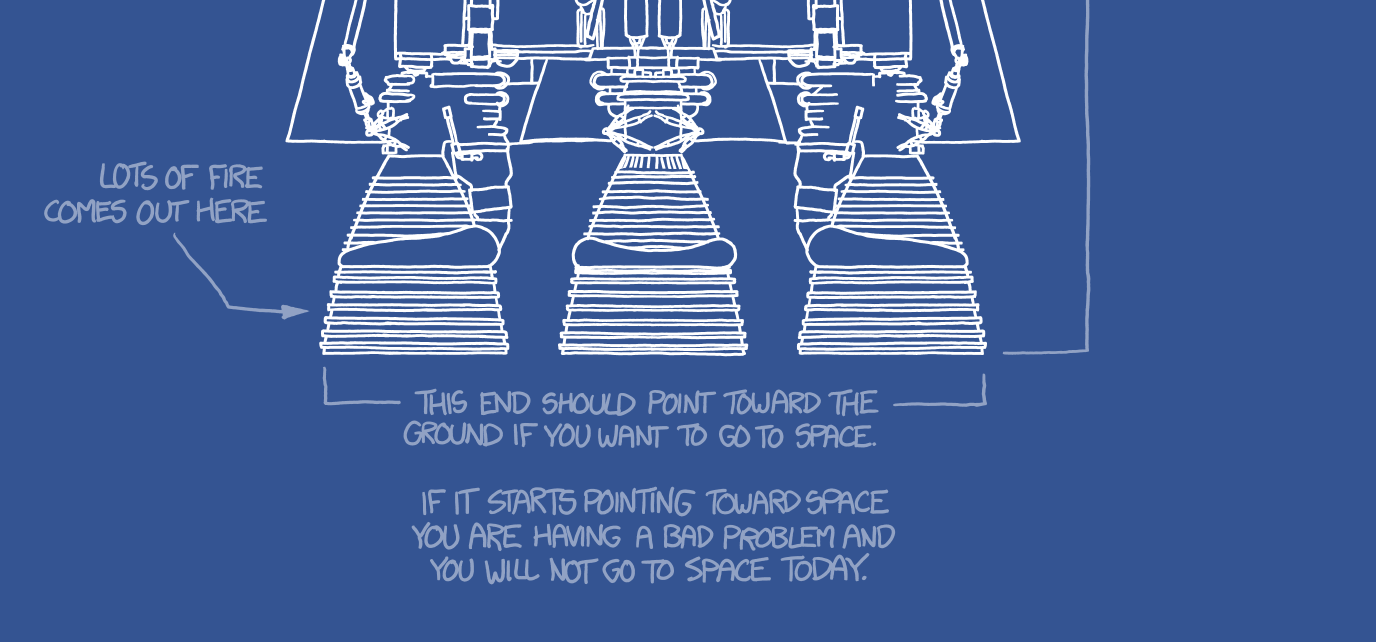 LOTS OF FIRE
COMES OUT HERE
THIS END SHOULD POINT TOWARD THE
GROUND IF YOU WANT TO GO TO SPACE.
IF IT STARTS POINTING TOWARD SPACE
YOU ARE HAVING A BAD PROBLEM AND
YOU WILL NOT GO TO SPACE TODAY.